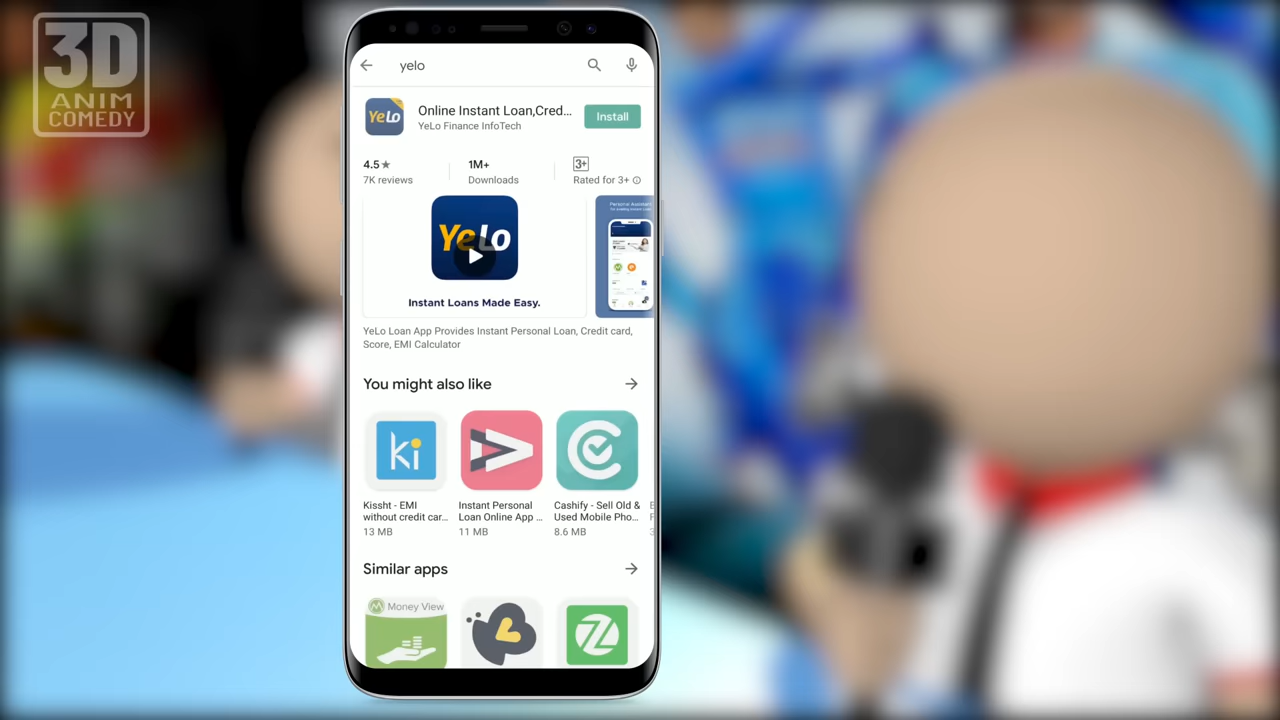 3D
ANIM
COMEDY
yelo
YeLo
Online Instant Loan,Cred...
YeLo Finance InfoTech
Install
4.5★
7K reviews
1M+
Downloads
3+
Rated for 3+
YeLo
Instant Loans Made Easy.
Personal Assistan
YeLo Loan App Provides Instant Personal Loan, Credit card,
Score, EMI Calculator
You might also like
ki
Kissht - EMI
without credit car...
13 MB
Instant Personal
Loan Online App ...
11 MB
Cashify - Sell Old &
Used Mobile Pho...
8.6 MB
Similar apps
Money View